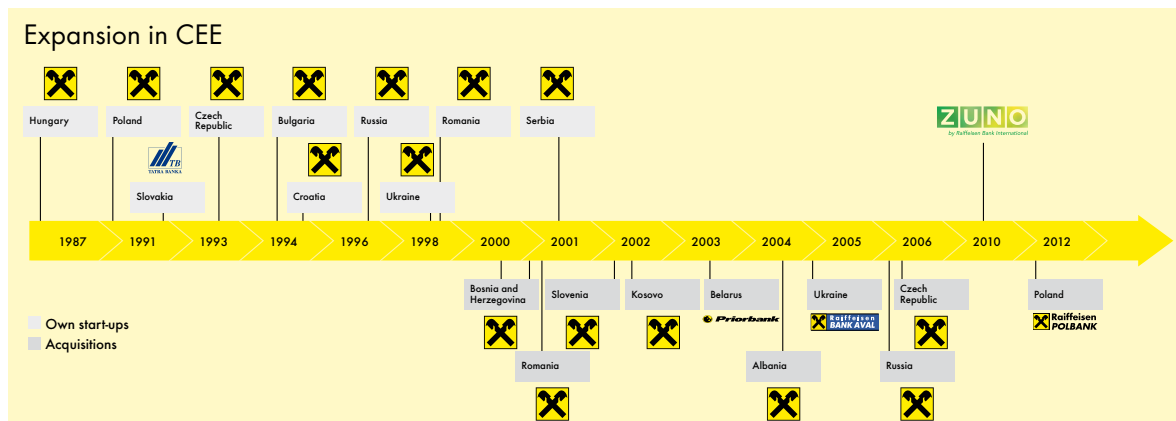 Expansion in CEE
Hungary
Poland
Czech
Republic
Bulgaria
Russia
Romania
Serbia
ZUNO
by Raiffeisen Bank International
TB
TATRA BANKA
Slovakia
Croatia
Ukraine
1987
1991
1993
1994
1996
1998
2000
2001
2002
2003
2004
2005
2006
2010
2012
Bosnia and
Herzegovina
Slovenia
Kosovo
Belarus
Ukraine
Czech
Republic
Poland
Priorbank
Raiffeisen
BANK AVAL
Raiffeisen
POLBANK
Own start-ups
Acquisitions
Romania
Albania
Russia